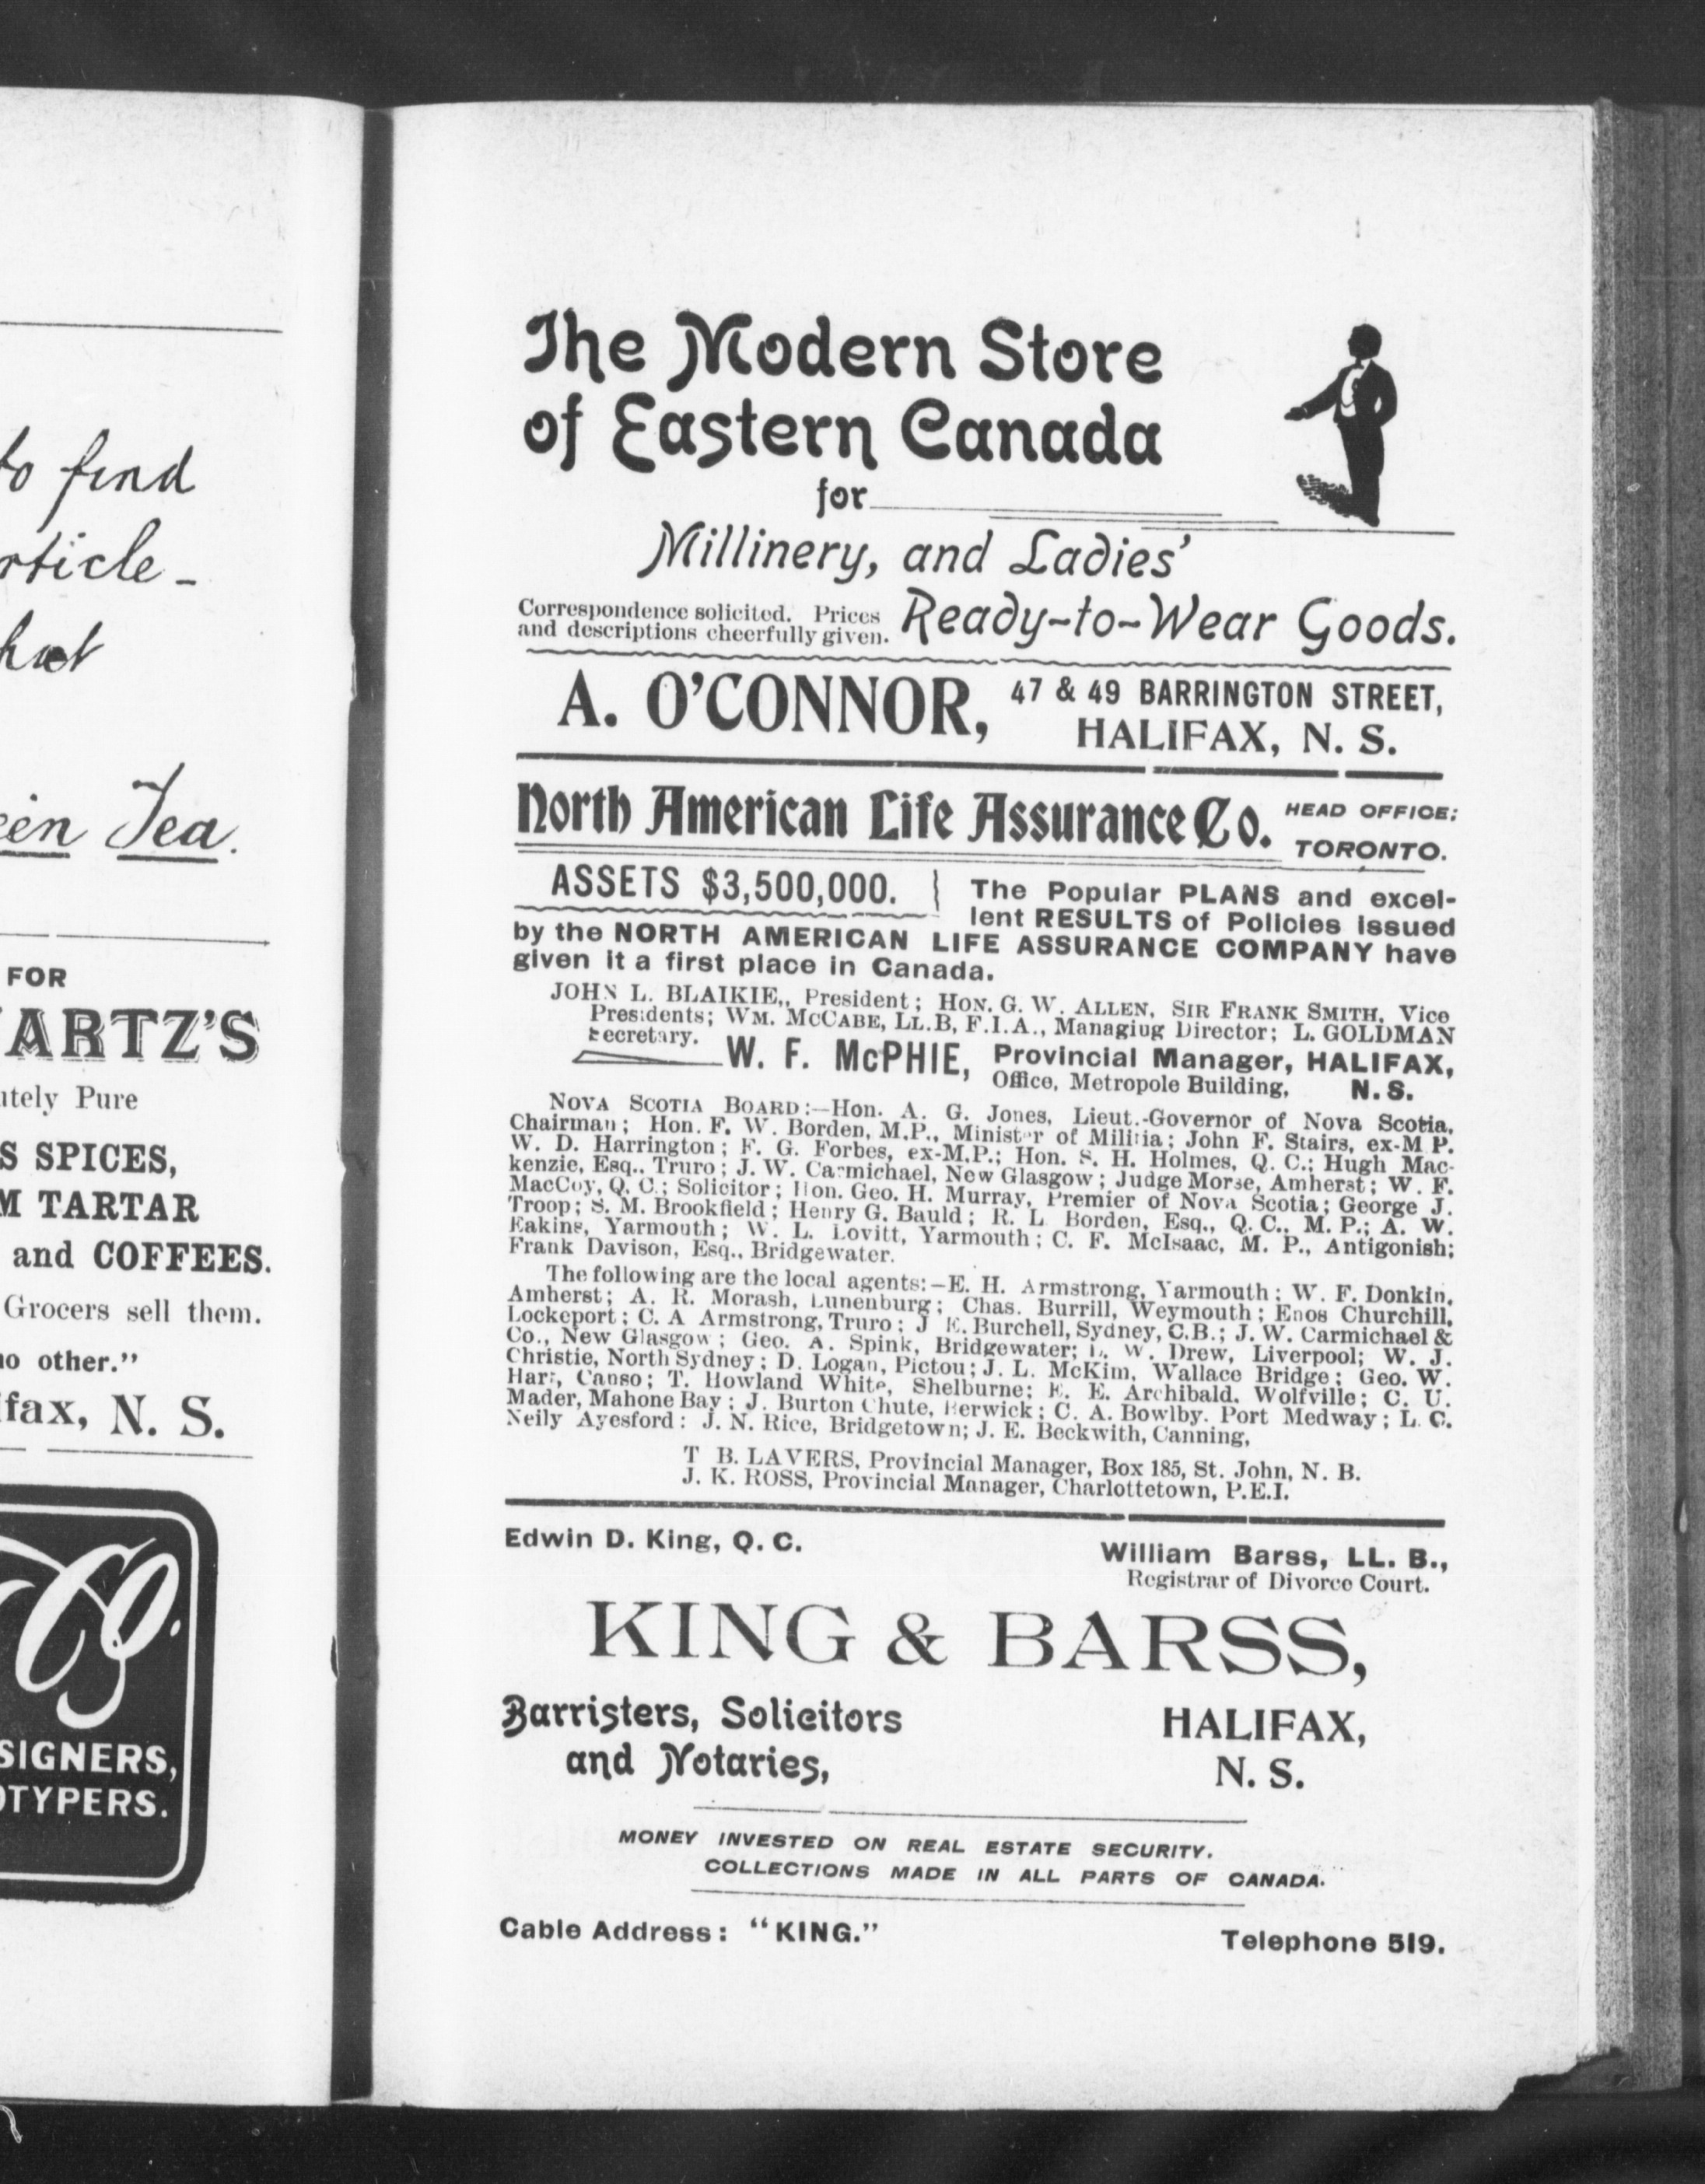 to find
article -
that
Tea.
FOR
ARTZ'S
Pure
SPICES,
TARTAR
and COFFEES.
Grocers sell them.
no other."
N. S.
Co.
The Modern Store
of Eastern Canada
for
Millinery, and Ladies'
Correspondence solicited. Prices
and descriptions cheerfully given.
Ready-to-Wear Goods.
A. O'CONNOR,
47 & 49 BARRINGTON STREET,
HALIFAX, N. S.
North American Life Assurance Co.
HEAD OFFICE;
TORONTO.
ASSETS $3,500,000.
The Popular PLANS and excel-
lent RESULTS of Policies issued
by the NORTH AMERICAN LIFE ASSURANCE COMPANY have
given it a first place in Canada.
JOHN L. BLAIKIE,, President; HON. G. W. ALLEN, SIR FRANK SMITH, Vice
Presidents; WM. MCCABE, LL.B, F.I.A., Managiug Director; L. GOLDMAN
Secretary.
W. F. McPHIE,
Provincial Manager, HALIFAX,
Office, Metropole Building, N. S.
NOVA SCOTIA BOARD:—Hon. A. G. Jones, Lieut.-Governor of Nova Scotia,
Chairman; Hon. F. W. Borden, M.P., Minister of Militia; John F. Stairs, ex-M P.
W. D. Harrington; F. G. Forbes, ex-M.P.; Hon. S. H. Holmes, Q. C.; Hugh Mac-
kenzie, Esq., Truro; J. W. Carmichael, New Glasgow; Judge Morse, Amherst; W. F.
MacCoy, Q. C.; Solicitor; Hon. Geo. H. Murray, Premier of Nova Scotia; George J.
Troop; S. M. Brookfield; Henry G. Bauld; R. L Borden, Esq., Q. C., M. P.; A. W.
Eakins, Yarmouth; W. L. Lovitt, Yarmouth; C. F. McIsaac, M. P., Antigonish;
Frank Davison, Esq., Bridgewater.
The following are the local agents:—E. H. Armstrong, Yarmouth; W. F. Donkin,
Amherst; A. R. Morash, Lunenburg; Chas. Burrill, Weymouth; Enos Churchill,
Lockeport; C. A Armstrong, Truro; J E. Burchell, Sydney, C.B.; J. W. Carmichael &
Co., New Glasgow; Geo. A. Spink, Bridgewater; L. W. Drew, Liverpool; W. J.
Christie, North Sydney; D. Logan, Pictou; J. L. McKim, Wallace Bridge; Geo. W.
Hart, Canso; T. Howland White, Shelburne; E. E. Archibald, Wolfville; C. U.
Mader, Mahone Bay; J. Burton Chute, Berwick; C. A. Bowlby. Port Medway; L. C.
Neily Ayesford: J. N. Rice, Bridgetown; J. E. Beckwith, Canning,
T B. LAVERS, Provincial Manager, Box 185, St. John, N. B.
J. K. ROSS, Provincial Manager, Charlottetown, P.E.I.
Edwin D. King, Q. C.
William Barss, LL. B.,
Registrar of Divorce Court.
KING & BARSS,
Barristers, Solicitors
and Notaries,
HALIFAX,
N. S.
MONEY INVESTED ON REAL ESTATE SECURITY.
COLLECTIONS MADE IN ALL PARTS OF CANADA.
Cable Address: "KING."
Telephone 519.